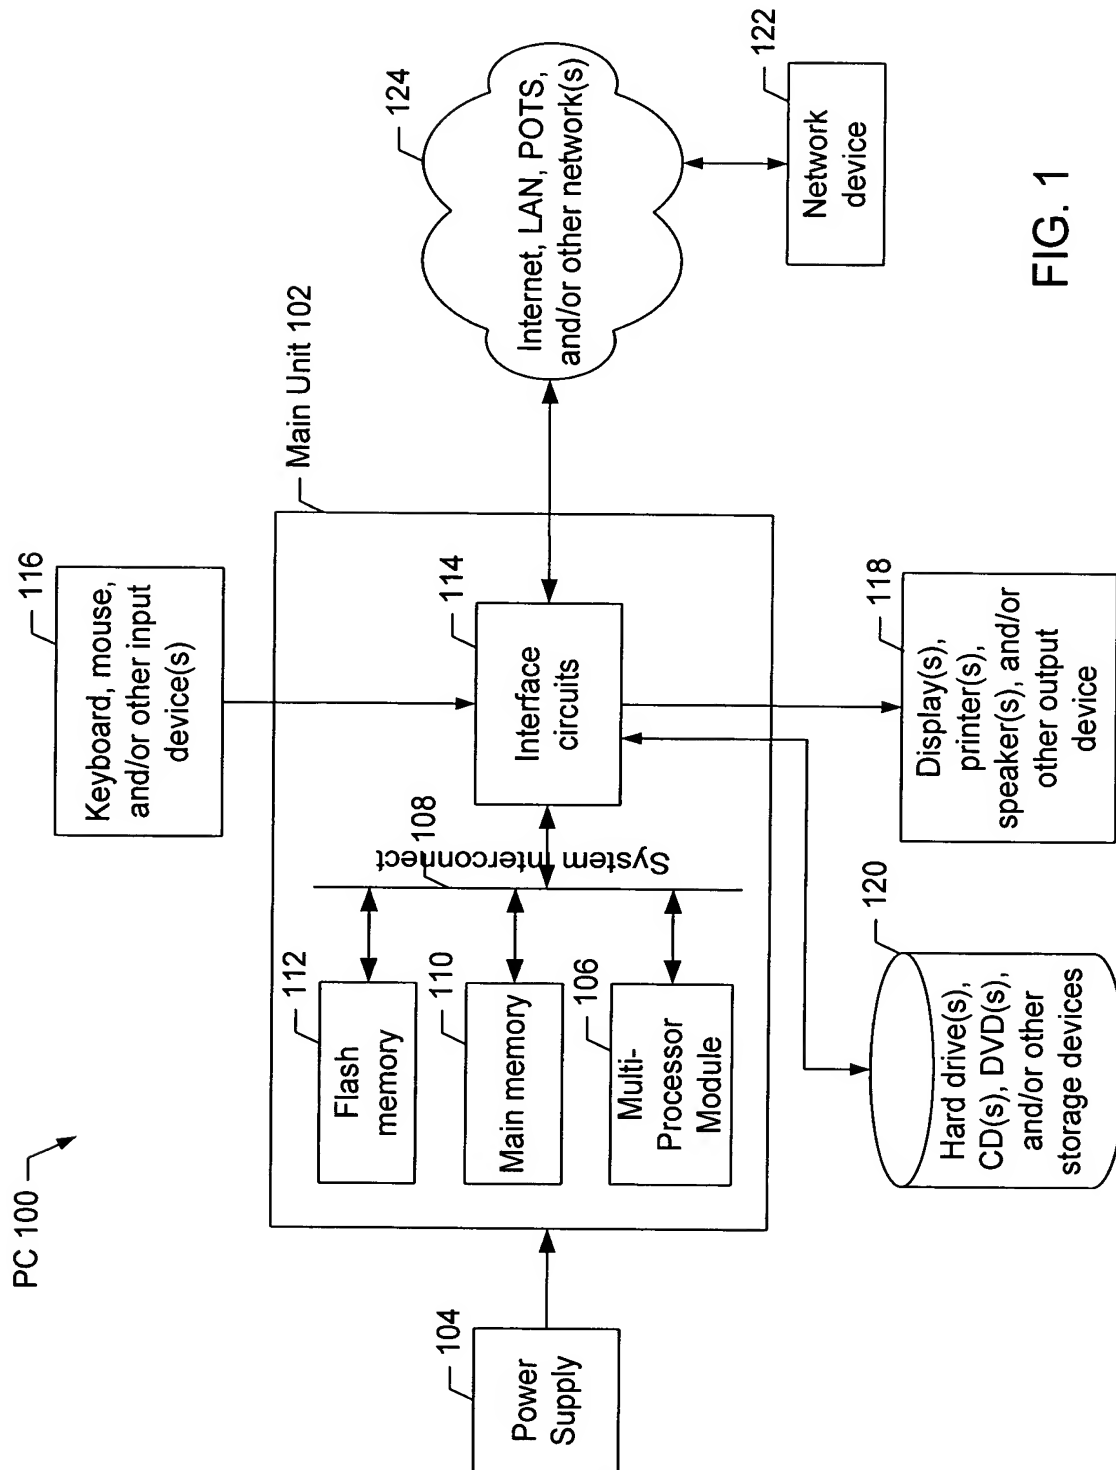 PC 100
116
Keyboard, mouse,
and/or other input
device(s)
Main Unit 102
124
Internet, LAN, POTS,
and/or other network(s)
104
Power
Supply
112
Flash
memory
110
Main memory
106
Multi-
Processor
Module
108
System Interconnect
114
Interface
circuits
122
Network
device
120
Hard drive(s),
CD(s), DVD(s),
and/or other
storage devices
118
Display(s),
printer(s),
speaker(s), and/or
other output
device
FIG. 1